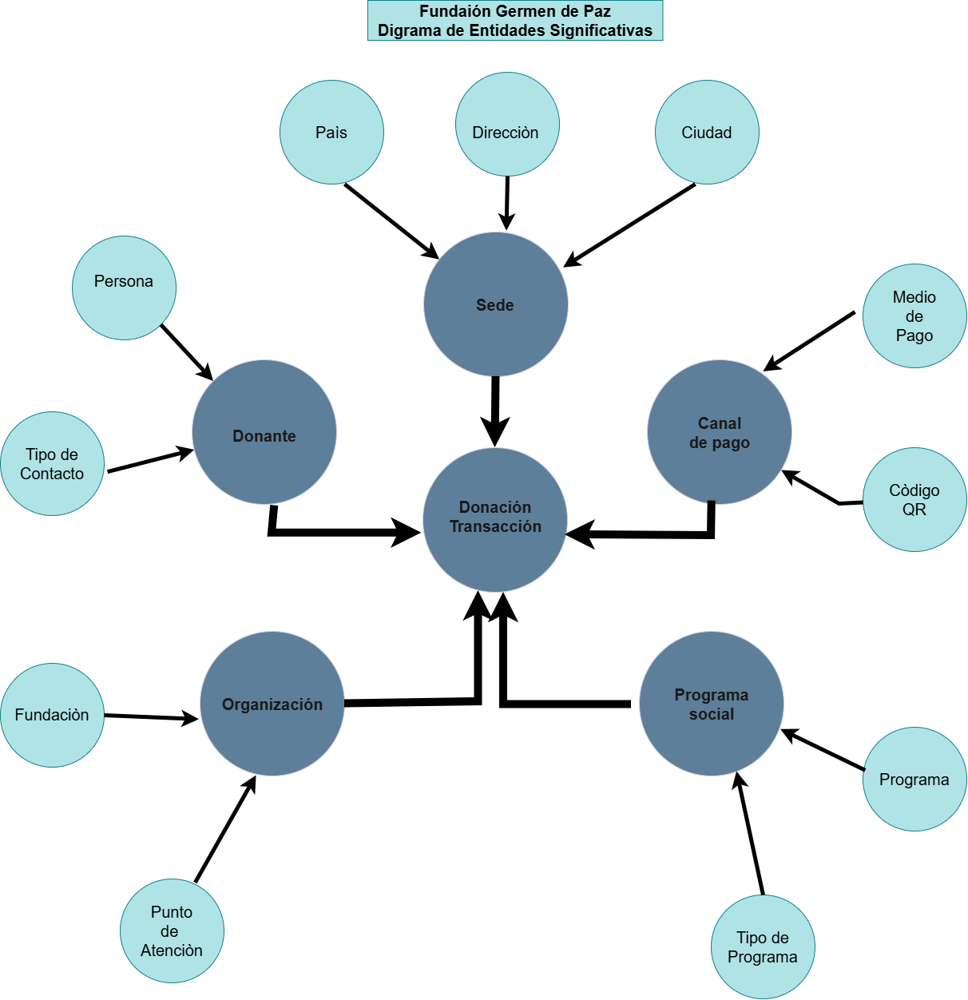 Fundaión Germen de Paz
Digrama de Entidades Significativas
Paìs
Direcciòn
Ciudad
Persona
Sede
Medio
de
Pago
Donante
Canal
de pago
Tipo de
Contacto
Còdigo
QR
Donación
Transacción
Fundaciòn
Organización
Programa
social
Programa
Punto
de
Atenciòn
Tipo de
Programa